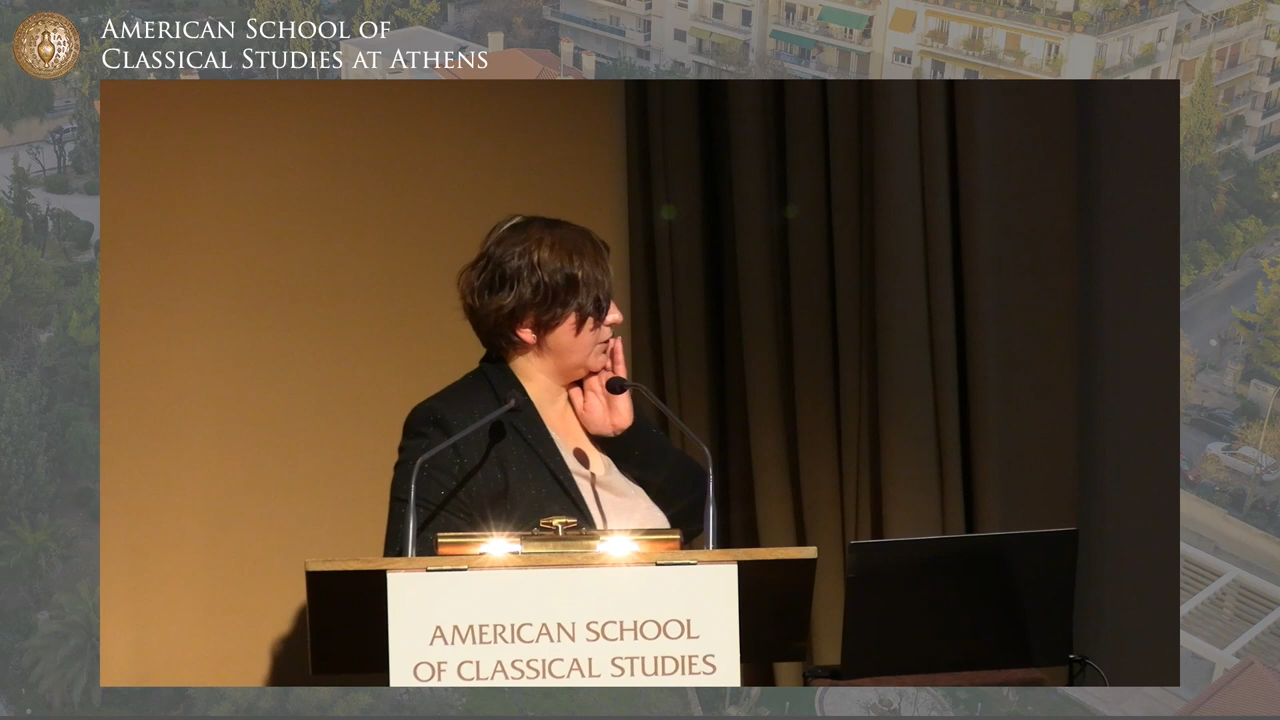 AMERICAN SCHOOL OF
CLASSICAL STUDIES AT ATHENS
AMERICAN SCHOOL
OF CLASSICAL STUDIES